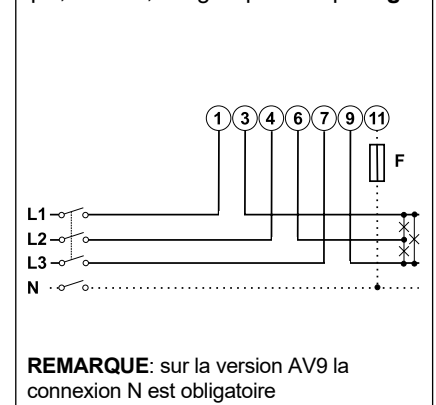 1 3 4 6 7 9 11
F
L1
L2
L3
N
REMARQUE: sur la version AV9 la
connexion N est obligatoire